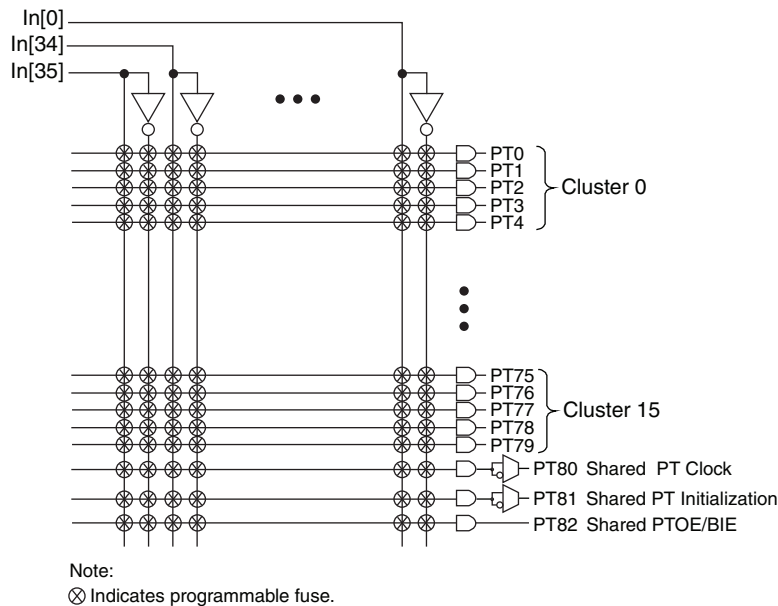 In[0]
In[34]
In[35]
PT0
PT1
PT2
PT3
PT4
Cluster 0
PT75
PT76
PT77
PT78
PT79
Cluster 15
PT80 Shared PT Clock
PT81 Shared PT Initialization
PT82 Shared PTOE/BIE
Note:
⊗ Indicates programmable fuse.